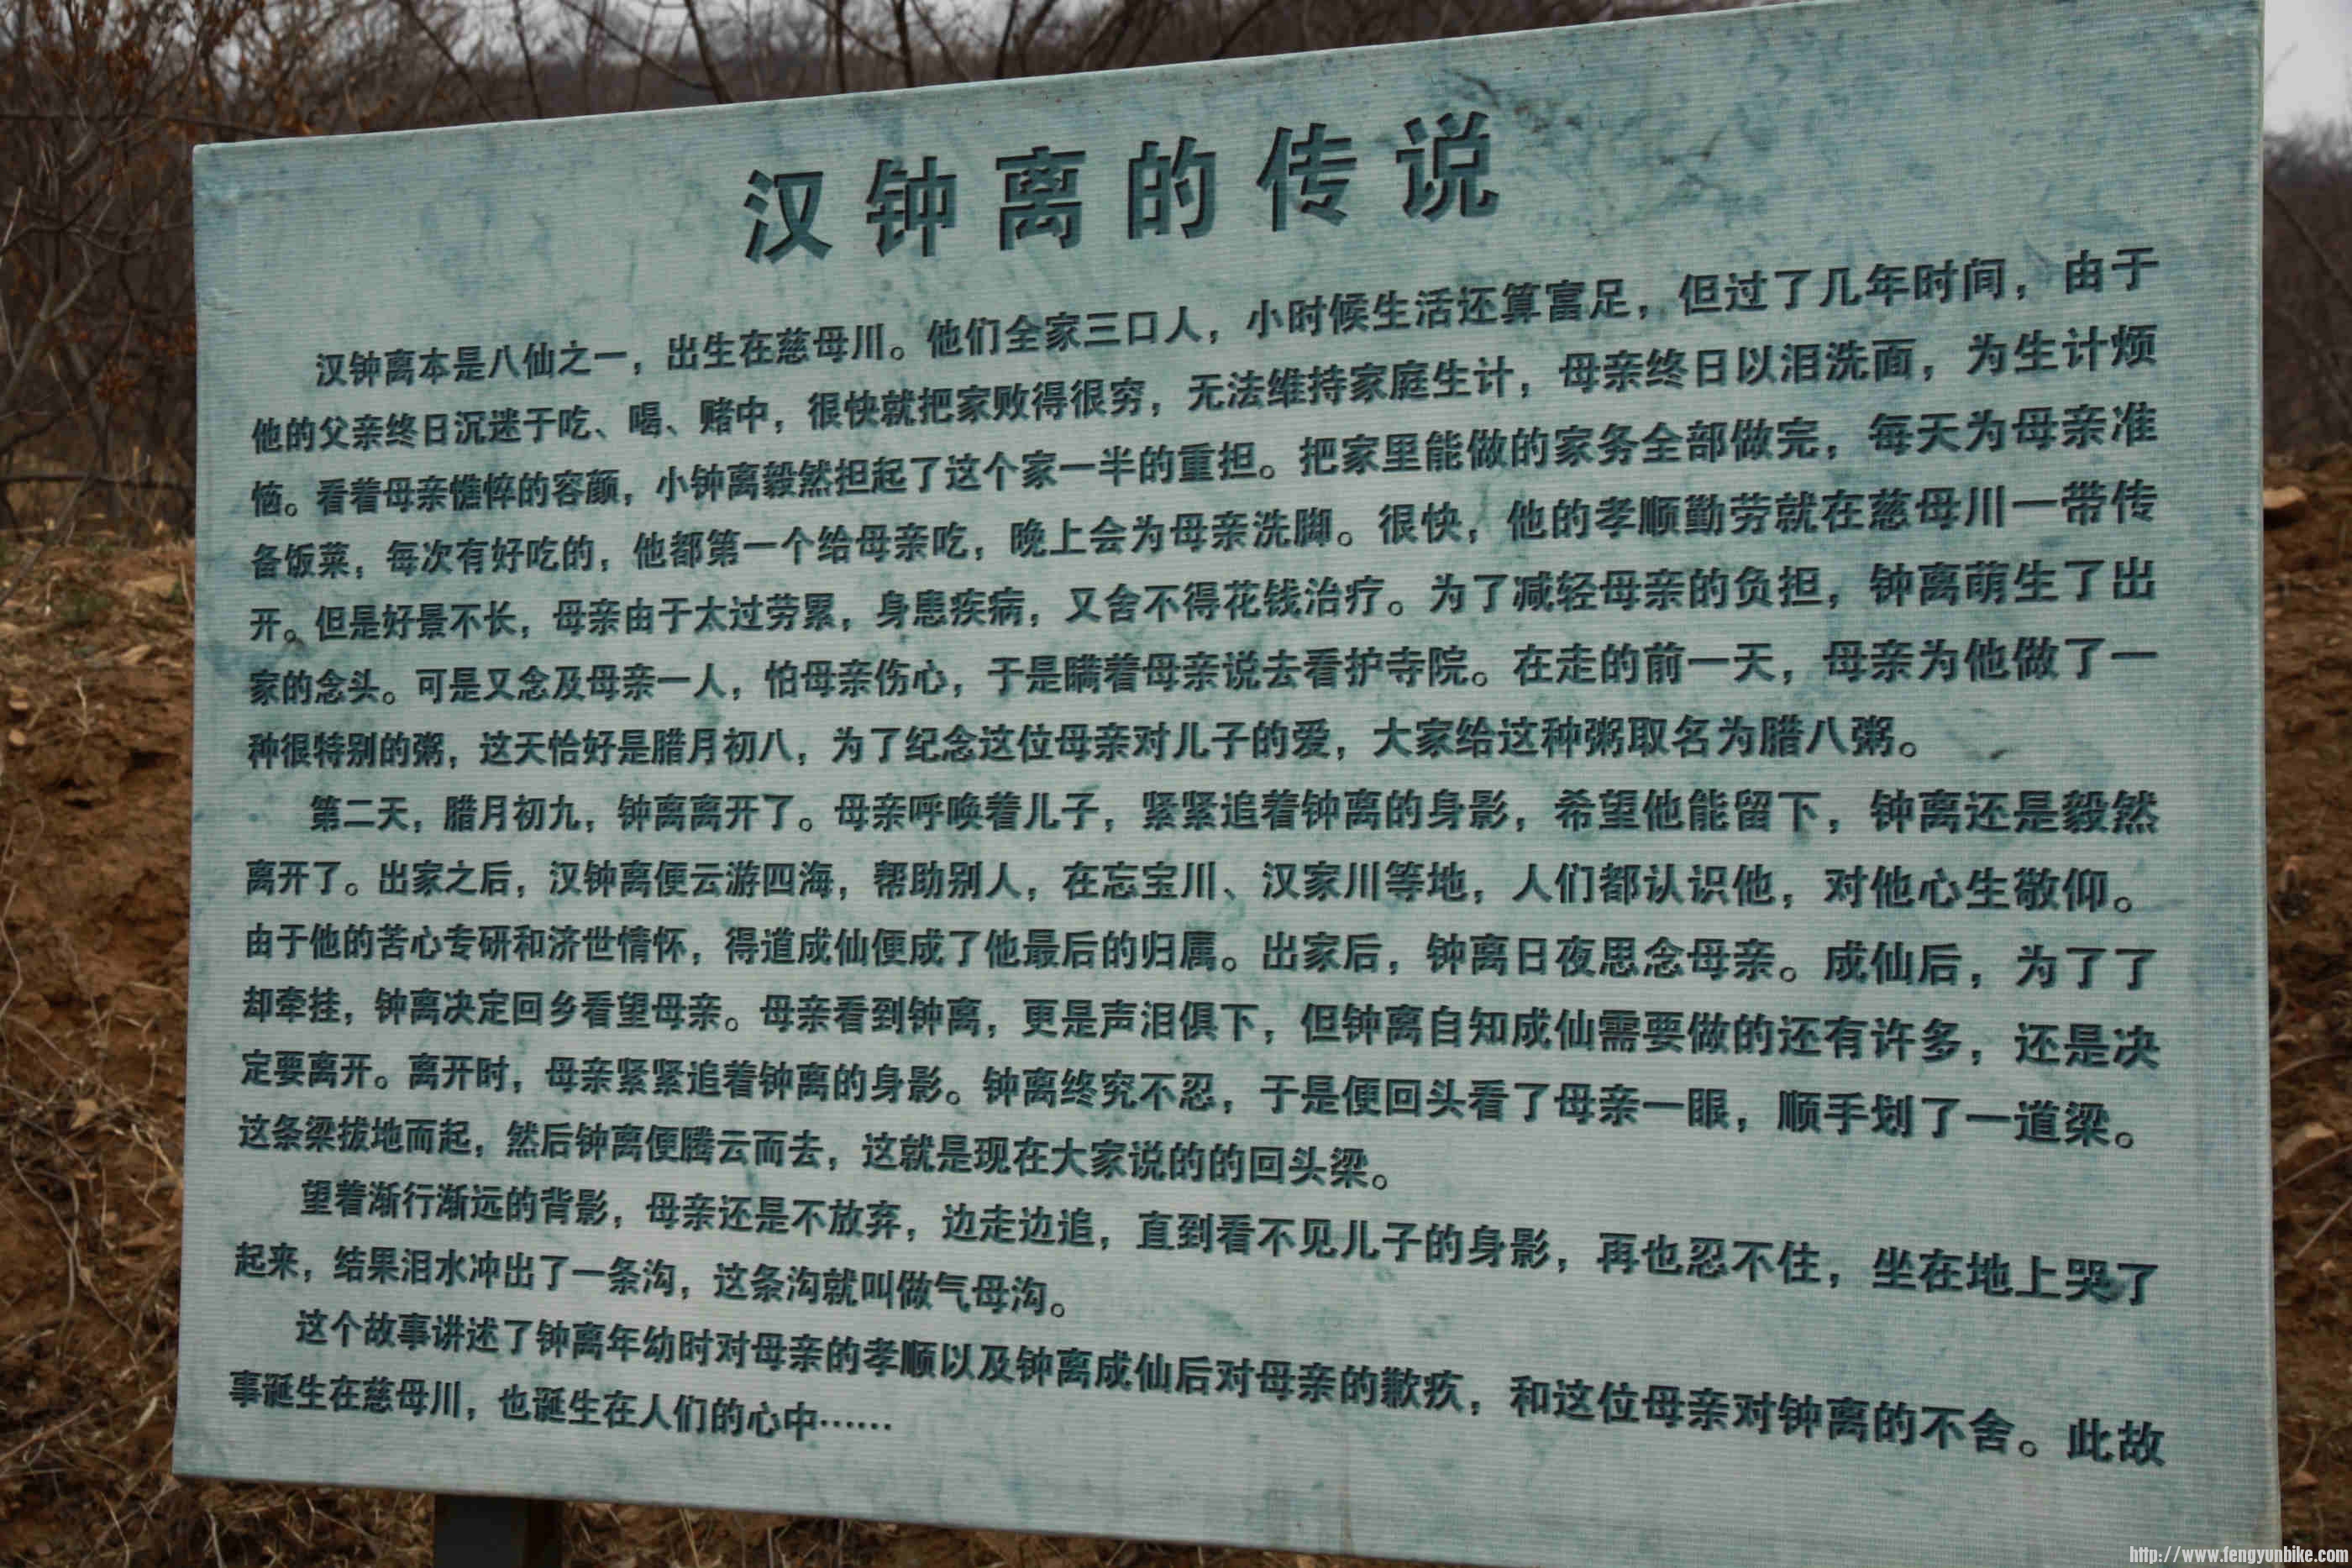 汉钟离的传说
汉钟离本是八仙之一，出生在慈母川。他们全家三口人，小时候生活还算富足，但过了几年时间，由于
他的父亲终日沉迷于吃、喝、赌中，很快就把家败得很穷，无法维持家庭生计，母亲终日以泪洗面，为生计烦
恼。看着母亲憔悴的容颜，小钟离毅然担起了这个家一半的重担。把家里能做的家务全部做完，每天为母亲准
备饭菜，每次有好吃的，他都第一个给母亲吃，晚上会为母亲洗脚。很快，他的孝顺勤劳就在慈母川一带传
开。但是好景不长，母亲由于太过劳累，身患疾病，又舍不得花钱治疗。为了减轻母亲的负担，钟离萌生了出
家的念头。可是又念及母亲一人，怕母亲伤心，于是瞒着母亲说去看护寺院。在走的前一天，母亲为他做了一
种很特别的粥，这天恰好是腊月初八，为了纪念这位母亲对儿子的爱，大家给这种粥取名为腊八粥。
第二天，腊月初九，钟离离开了。母亲呼唤着儿子，紧紧追着钟离的身影，希望他能留下，钟离还是毅然
离开了。出家之后，汉钟离便云游四海，帮助别人，在忘宝川、汉家川等地，人们都认识他，对他心生敬仰。
由于他的苦心专研和济世情怀，得道成仙便成了他最后的归属。出家后，钟离日夜思念母亲。成仙后，为了了
却牵挂，钟离决定回乡看望母亲。母亲看到钟离，更是声泪俱下，但钟离自知成仙需要做的还有许多，还是决
定要离开。离开时，母亲紧紧追着钟离的身影。钟离终究不忍，于是便回头看了母亲一眼，顺手划了一道梁。
这条梁拔地而起，然后钟离便腾云而去，这就是现在大家说的的回头梁。
望着渐行渐远的背影，母亲还是不放弃，边走边追，直到看不见儿子的身影，再也忍不住，坐在地上哭了
起来，结果泪水冲出了一条沟，这条沟就叫做气母沟。
这个故事讲述了钟离年幼时对母亲的孝顺以及钟离成仙后对母亲的歉疚，和这位母亲对钟离的不舍。此故
事诞生在慈母川，也诞生在人们的心中……
http://www.fengyunbike.com